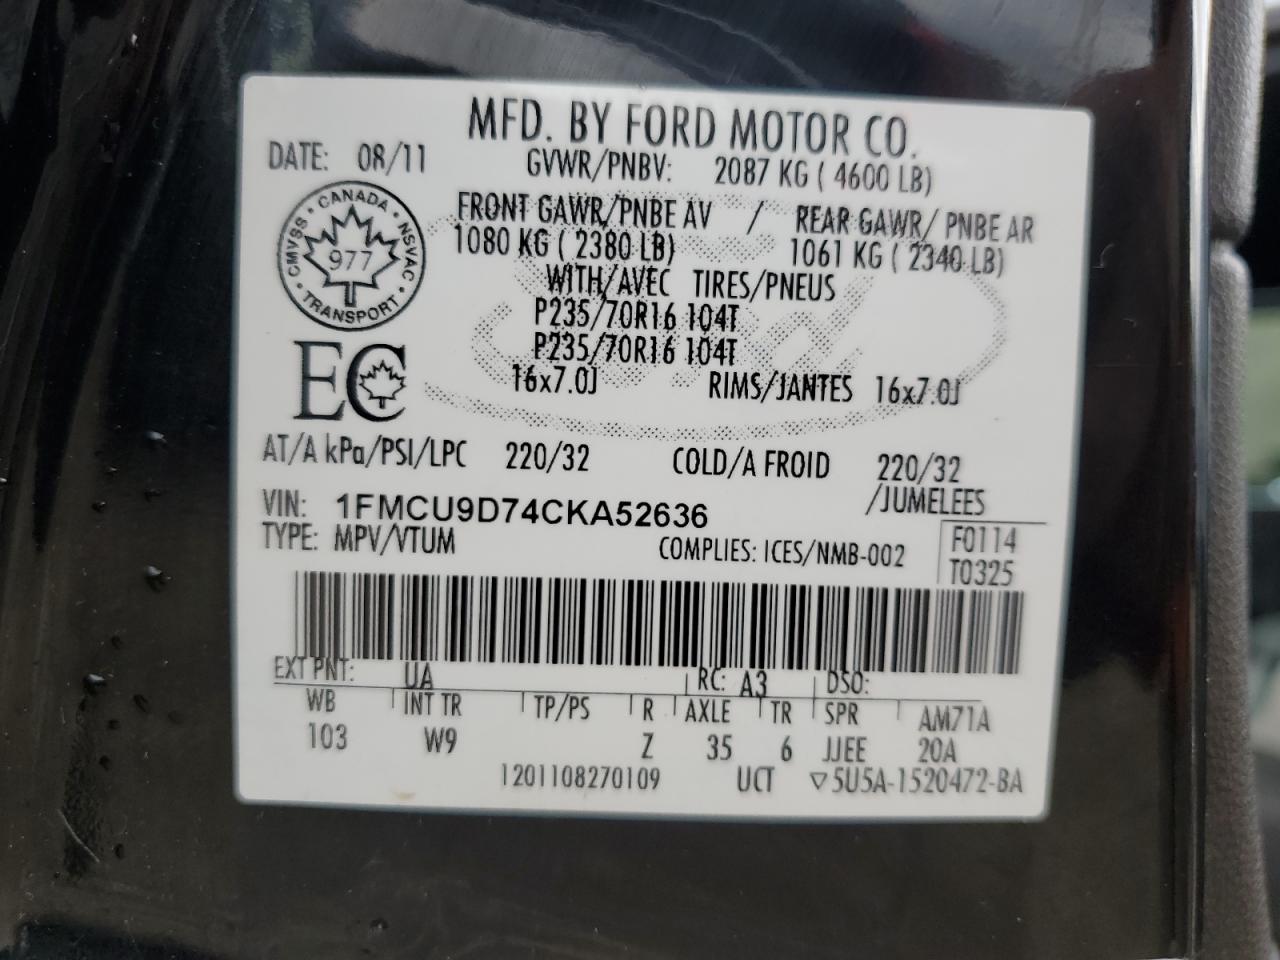 MFD. BY FORD MOTOR CO.
DATE: 08/11 GVWR/PNBV: 2087 KG ( 4600 LB)
CANADA CMVSS NSVAC TRANSPORT
977
FRONT GAWR/PNBE AV / REAR GAWR/ PNBE AR
1080 KG ( 2380 LB) 1061 KG ( 2340 LB)
WITH/AVEC TIRES/PNEUS
P235/70R16 104T
P235/70R16 104T
16x7.0J RIMS/JANTES 16x7.0J
EC
AT/A kPa/PSI/LPC 220/32 COLD/A FROID 220/32
/JUMELEES
VIN: 1FMCU9D74CKA52636
TYPE: MPV/VTUM COMPLIES: ICES/NMB-002
F0114
T0325
EXT PNT: UA RC: A3 DSO:
WB INT TR TP/PS R AXLE TR SPR AM71A
103 W9 Z 35 6 JJEE 20A
1201108270109 UCT ▽5U5A-1520472-BA